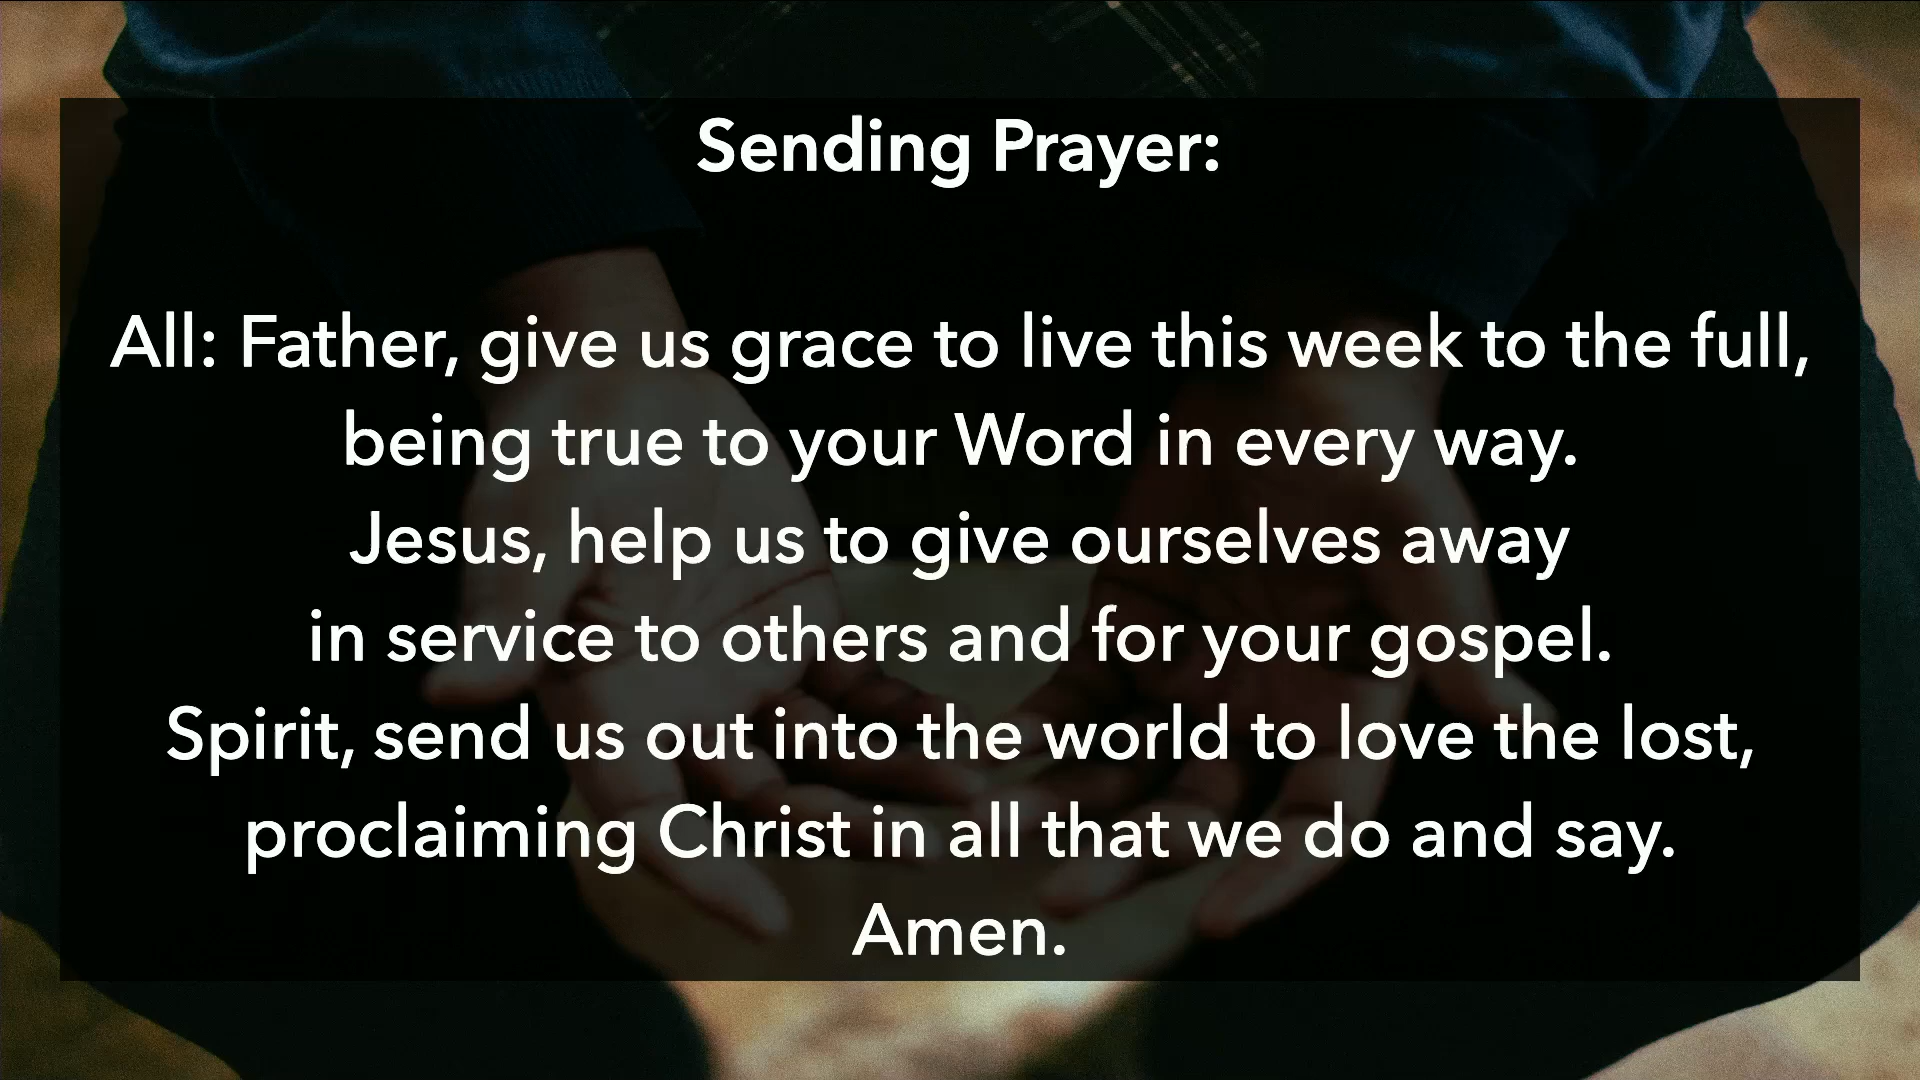 Sending Prayer:
All: Father, give us grace to live this week to the full,
being true to your Word in every way.
Jesus, help us to give ourselves away
in service to others and for your gospel.
Spirit, send us out into the world to love the lost,
proclaiming Christ in all that we do and say.
Amen.